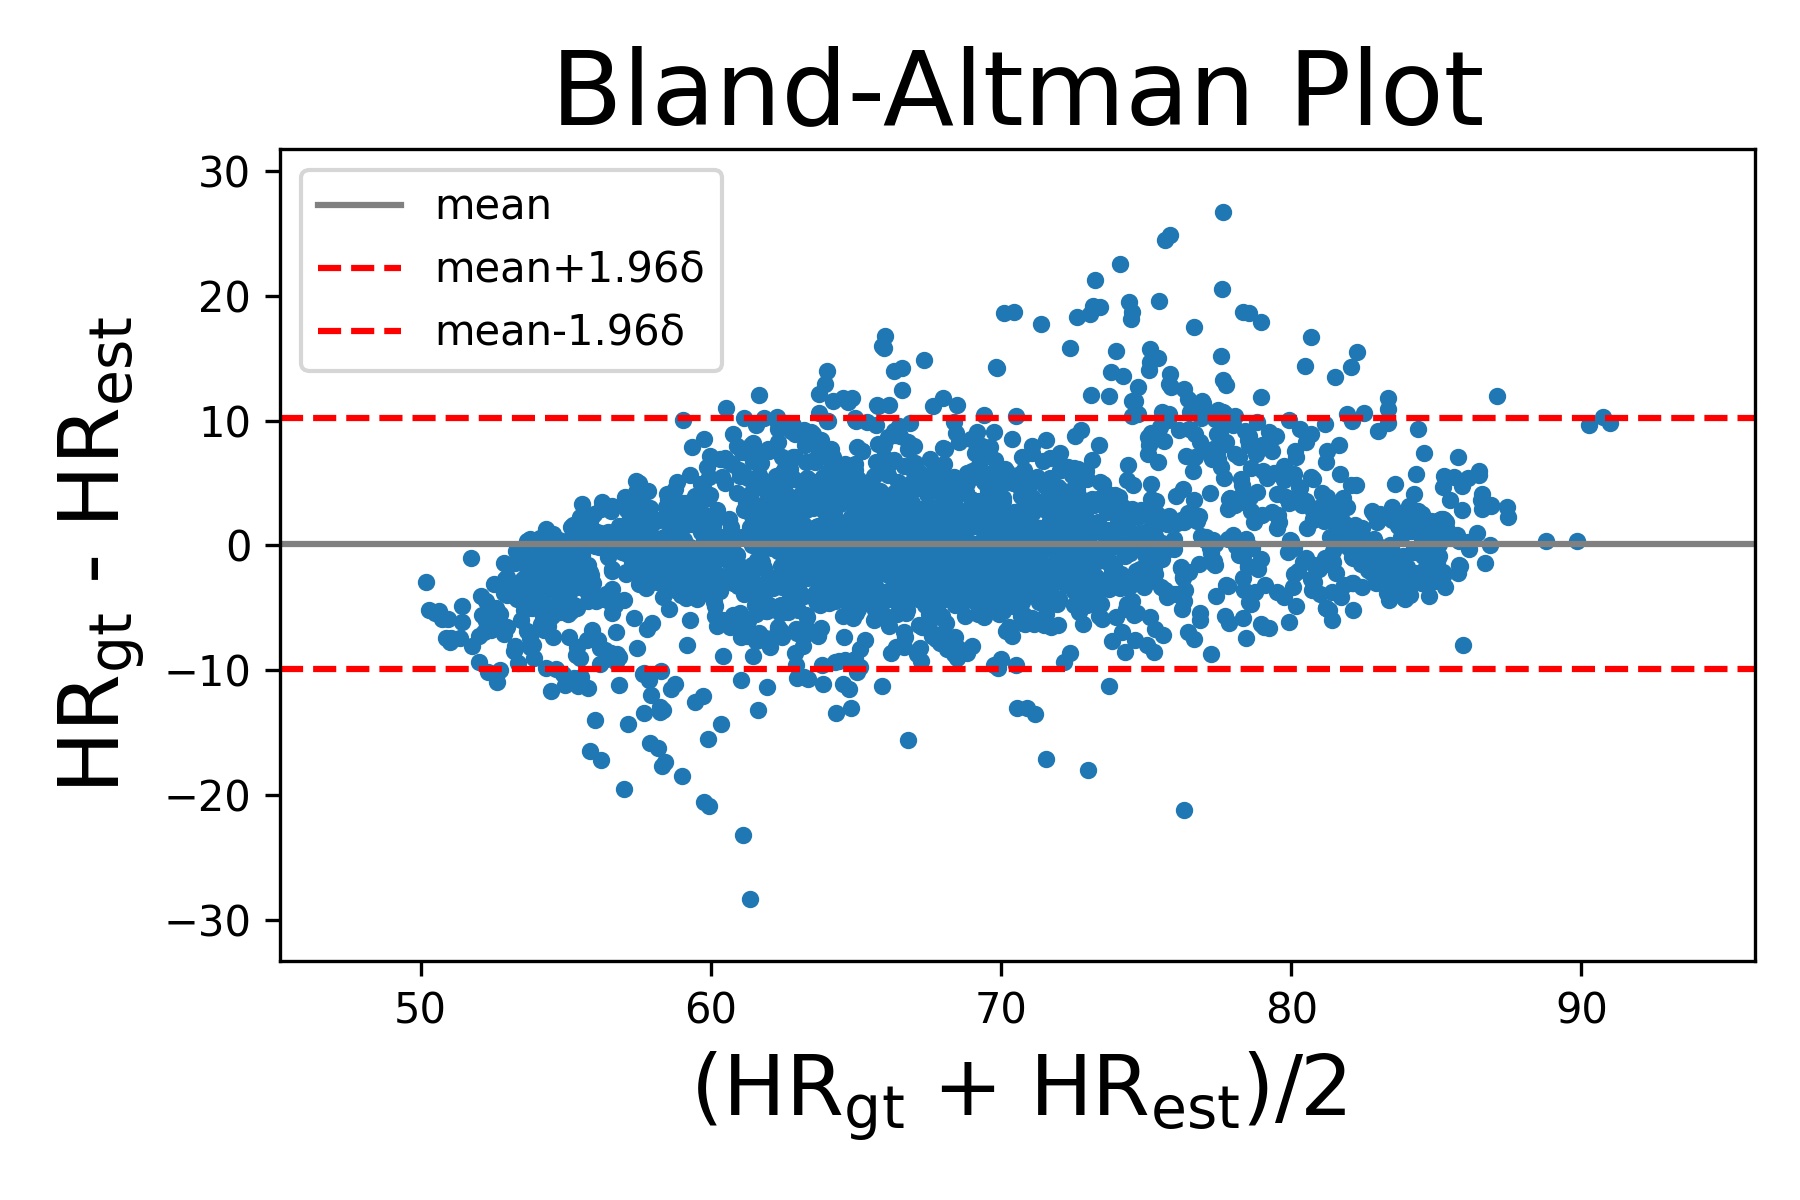 Bland-Altman Plot
mean
mean+1.96δ
mean-1.96δ
HRgt - HRest
30
20
10
0
−10
−20
−30
50 60 70 80 90
(HRgt + HRest)/2